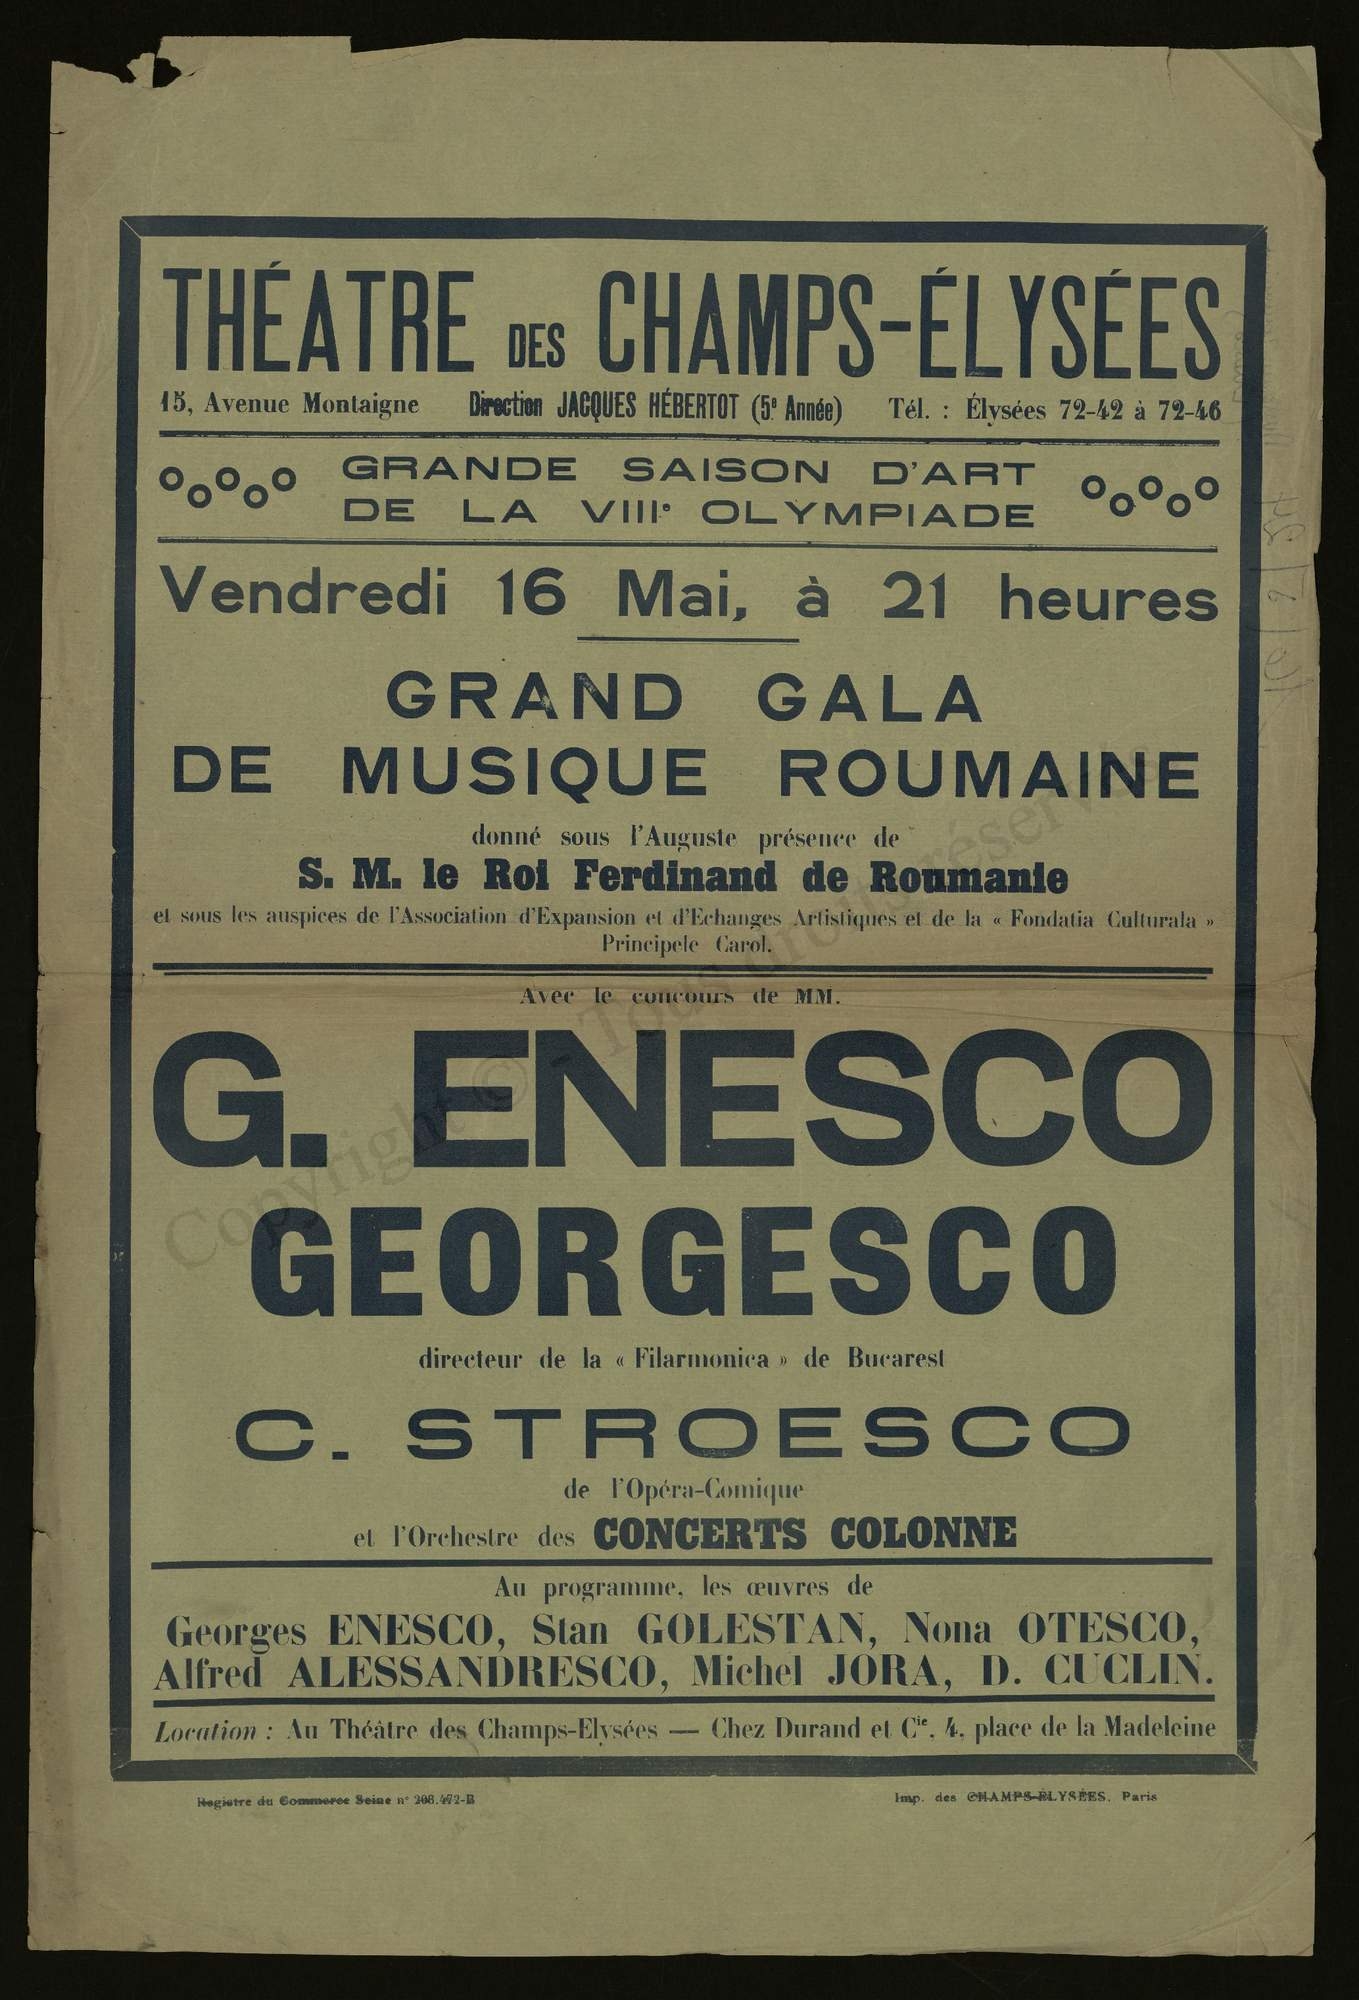 THÉATRE DES CHAMPS-ÉLYSÉES
15, Avenue Montaigne Direction JACQUES HÉBERTOT (5e Année) Tél. : Élysées 72-42 à 72-46
GRANDE SAISON D'ART
DE LA VIIIe OLYMPIADE
Vendredi 16 Mai, à 21 heures
GRAND GALA
DE MUSIQUE ROUMAINE
donné sous l'Auguste présence de
S. M. le Roi Ferdinand de Roumanie
et sous les auspices de l'Association d'Expansion et d'Echanges Artistiques et de la « Fondatia Culturala »
Principele Carol.
Avec le concours de MM.
G. ENESCO
GEORGESCO
directeur de la « Filarmonica » de Bucarest
C. STROESCO
de l'Opéra-Comique
et l'Orchestre des CONCERTS COLONNE
Au programme, les œuvres de
Georges ENESCO, Stan GOLESTAN, Nona OTESCO,
Alfred ALESSANDRESCO, Michel JORA, D. CUCLIN.
Location : Au Théâtre des Champs-Elysées — Chez Durand et Cie, 4, place de la Madeleine
Registre du Commerce Seine n° 208.472-B Imp. des CHAMPS-ÉLYSÉES, Paris
Copyright © - Tous droits réservés